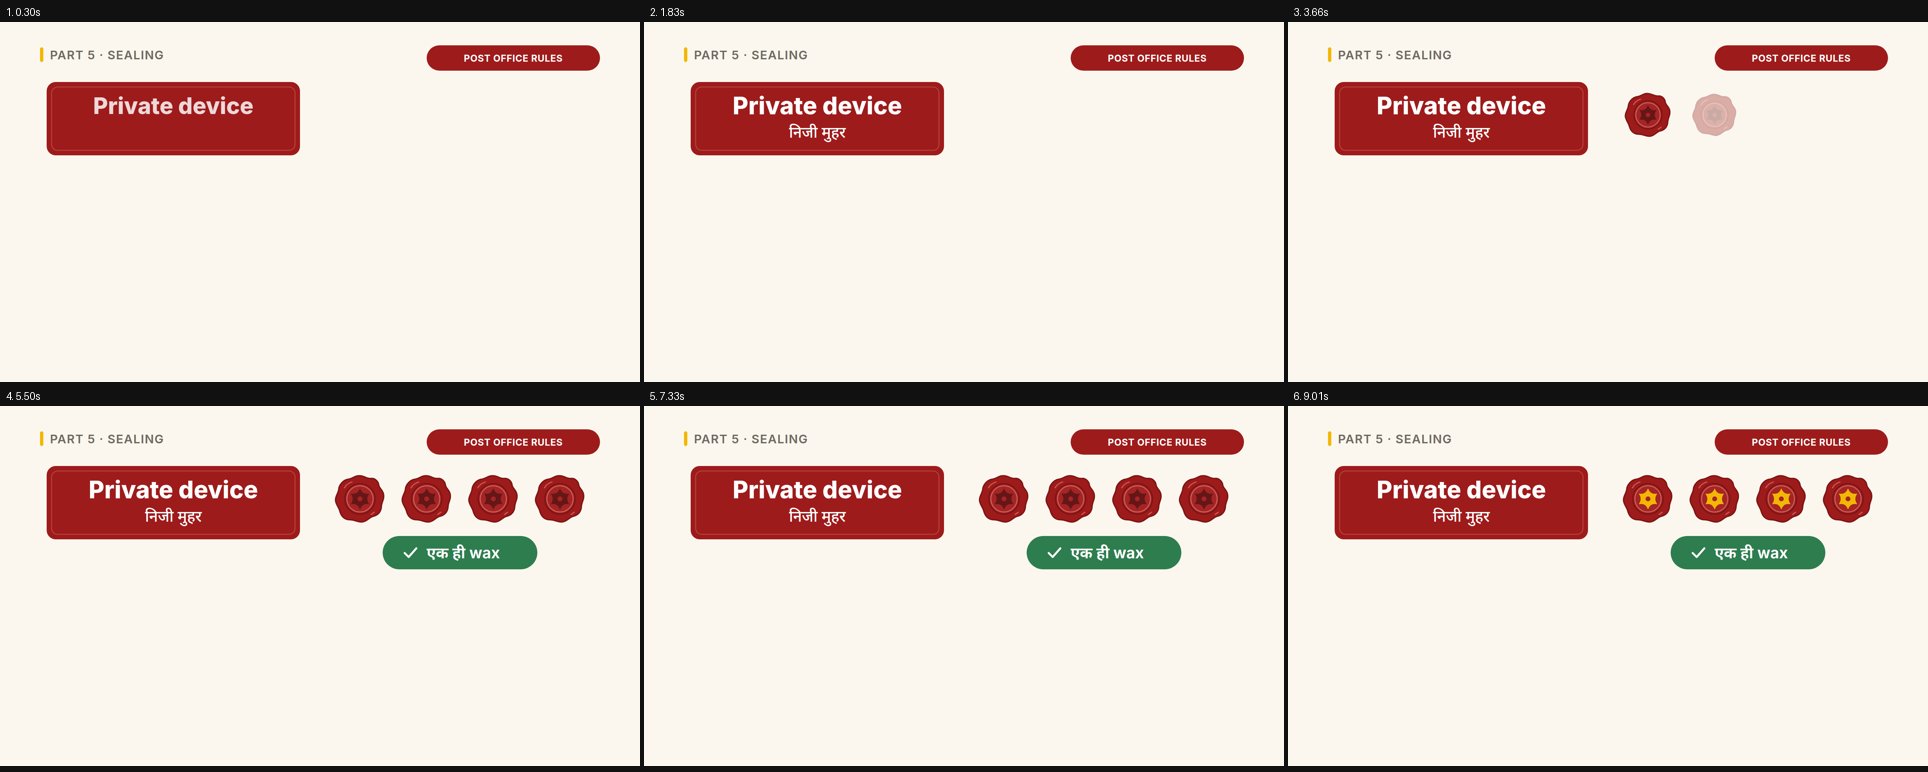 1. 0.30s
PART 5 · SEALING
POST OFFICE RULES
Private device
2. 1.83s
PART 5 · SEALING
POST OFFICE RULES
Private device
निजी मुहर
3. 3.66s
PART 5 · SEALING
POST OFFICE RULES
Private device
निजी मुहर
4. 5.50s
PART 5 · SEALING
POST OFFICE RULES
Private device
निजी मुहर
एक ही wax
5. 7.33s
PART 5 · SEALING
POST OFFICE RULES
Private device
निजी मुहर
एक ही wax
6. 9.01s
PART 5 · SEALING
POST OFFICE RULES
Private device
निजी मुहर
एक ही wax